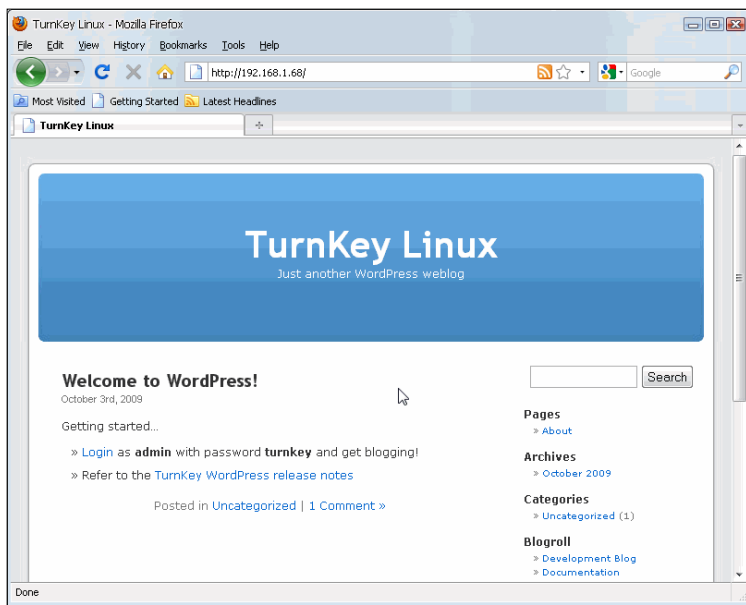 TurnKey Linux - Mozilla Firefox
File Edit View History Bookmarks Tools Help
http://192.168.1.68/
Google
Most Visited Getting Started Latest Headlines
TurnKey Linux
TurnKey Linux
Just another WordPress weblog
Welcome to WordPress!
October 3rd, 2009
Getting started...
» Login as admin with password turnkey and get blogging!
» Refer to the TurnKey WordPress release notes
Posted in Uncategorized | 1 Comment »
Search
Pages
» About
Archives
» October 2009
Categories
» Uncategorized (1)
Blogroll
» Development Blog
» Documentation
Done